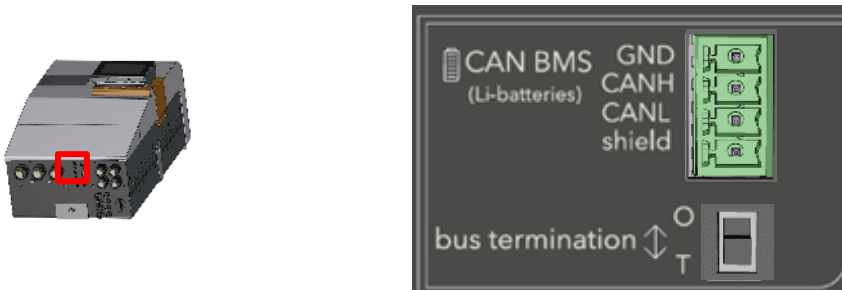 CAN BMS
(Li-batteries)
GND
CANH
CANL
shield
bus termination
O
T